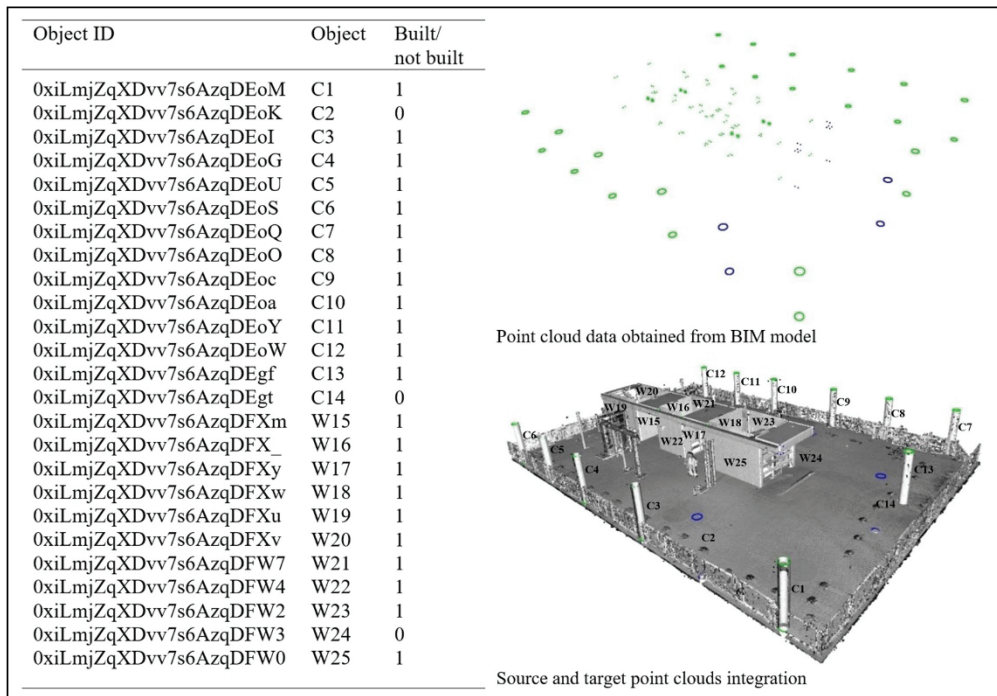 Object ID Object Built/
not built
0xiLmjZqXDvv7s6AzqDEoM C1 1
0xiLmjZqXDvv7s6AzqDEoK C2 0
0xiLmjZqXDvv7s6AzqDEoI C3 1
0xiLmjZqXDvv7s6AzqDEoG C4 1
0xiLmjZqXDvv7s6AzqDEoU C5 1
0xiLmjZqXDvv7s6AzqDEoS C6 1
0xiLmjZqXDvv7s6AzqDEoQ C7 1
0xiLmjZqXDvv7s6AzqDEoO C8 1
0xiLmjZqXDvv7s6AzqDEoc C9 1
0xiLmjZqXDvv7s6AzqDEoa C10 1
0xiLmjZqXDvv7s6AzqDEoY C11 1
0xiLmjZqXDvv7s6AzqDEoW C12 1
0xiLmjZqXDvv7s6AzqDEgf C13 1
0xiLmjZqXDvv7s6AzqDEgt C14 0
0xiLmjZqXDvv7s6AzqDFXm W15 1
0xiLmjZqXDvv7s6AzqDFX_ W16 1
0xiLmjZqXDvv7s6AzqDFXy W17 1
0xiLmjZqXDvv7s6AzqDFXw W18 1
0xiLmjZqXDvv7s6AzqDFXu W19 1
0xiLmjZqXDvv7s6AzqDFXv W20 1
0xiLmjZqXDvv7s6AzqDFW7 W21 1
0xiLmjZqXDvv7s6AzqDFW4 W22 1
0xiLmjZqXDvv7s6AzqDFW2 W23 1
0xiLmjZqXDvv7s6AzqDFW3 W24 0
0xiLmjZqXDvv7s6AzqDFW0 W25 1
Point cloud data obtained from BIM model
C12
C11
C10
C9
C8
C7
W20
W21
W19
W16
W15
W18
W23
C6
C5
C4
W22
W17
W25
W24
C13
C3
C14
C2
C1
Source and target point clouds integration